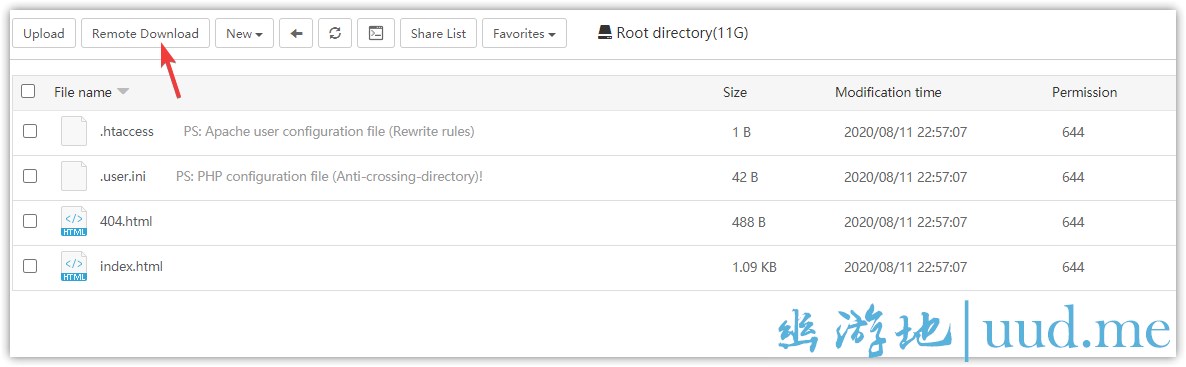 Upload Remote Download New Share List Favorites Root directory(11G)
File name Size Modification time Permission
.htaccess PS: Apache user configuration file (Rewrite rules) 1 B 2020/08/11 22:57:07 644
.user.ini PS: PHP configuration file (Anti-crossing-directory)! 42 B 2020/08/11 22:57:07 644
</> HTML 404.html 488 B 2020/08/11 22:57:07 644
</> HTML index.html 1.09 KB 2020/08/11 22:57:07 644
幽游地|uud.me